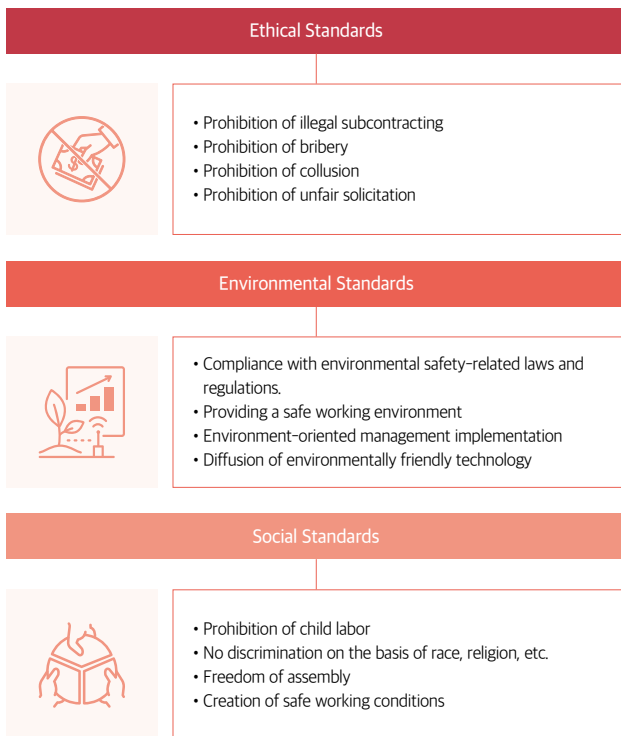 Ethical Standards
• Prohibition of illegal subcontracting
• Prohibition of bribery
• Prohibition of collusion
• Prohibition of unfair solicitation
Environmental Standards
• Compliance with environmental safety-related laws and
regulations.
• Providing a safe working environment
• Environment-oriented management implementation
• Diffusion of environmentally friendly technology
Social Standards
• Prohibition of child labor
• No discrimination on the basis of race, religion, etc.
• Freedom of assembly
• Creation of safe working conditions